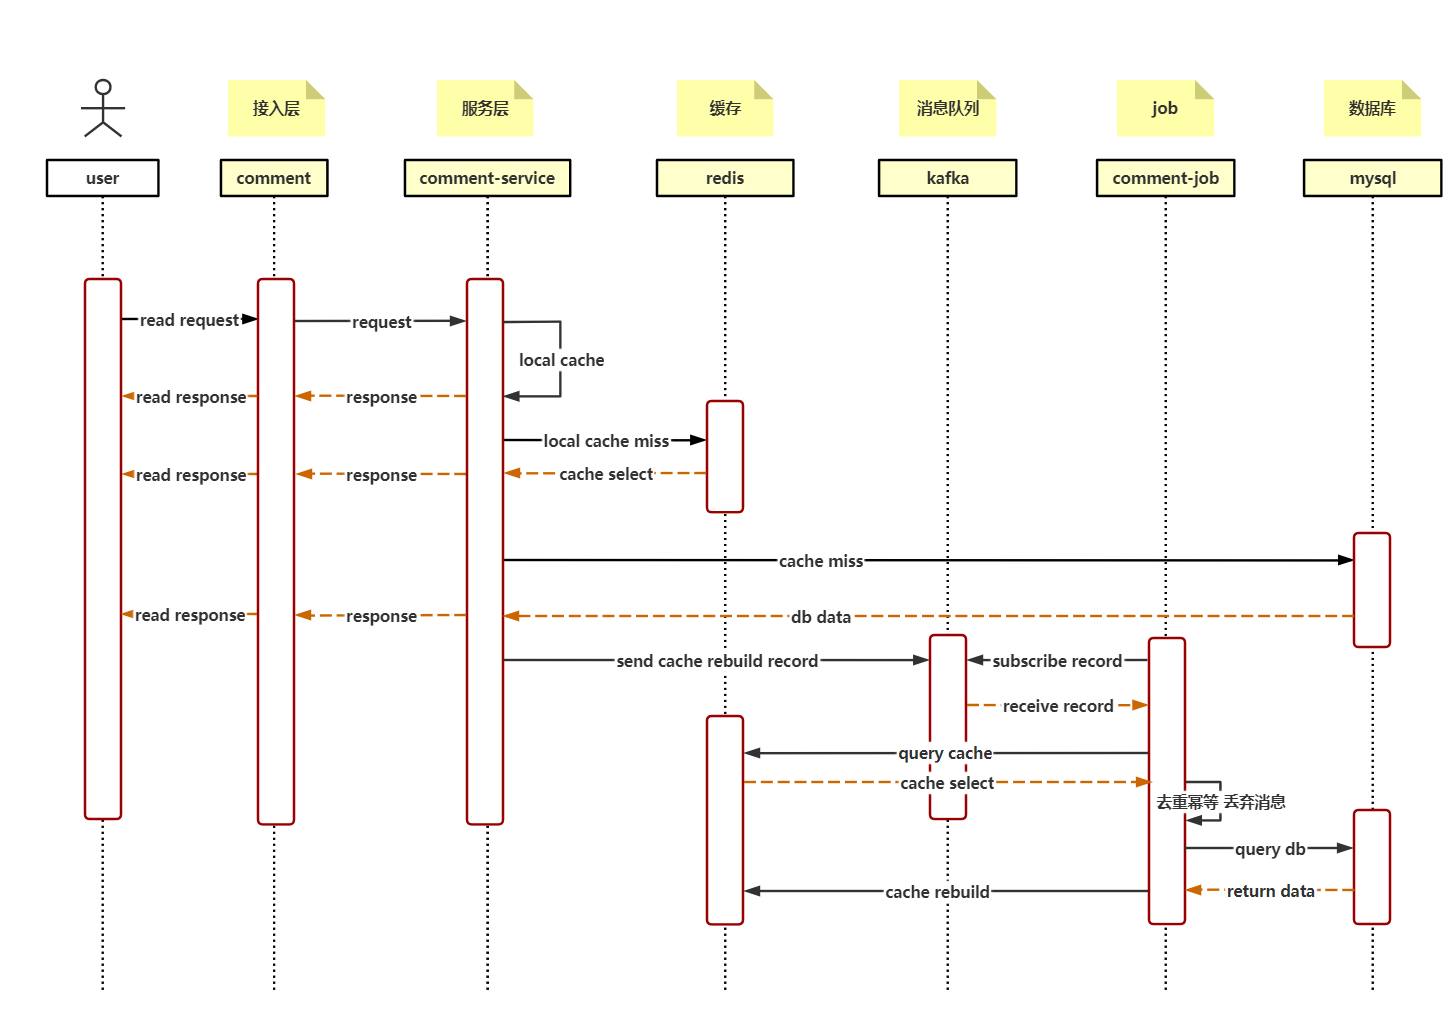 接入层
服务层
缓存
消息队列
job
数据库
user
comment
comment-service
redis
kafka
comment-job
mysql
read request
request
local cache
read response
response
local cache miss
read response
response
cache select
cache miss
read response
response
db data
send cache rebuild record
subscribe record
receive record
query cache
cache select
去重幂等 丢弃消息
query db
cache rebuild
return data